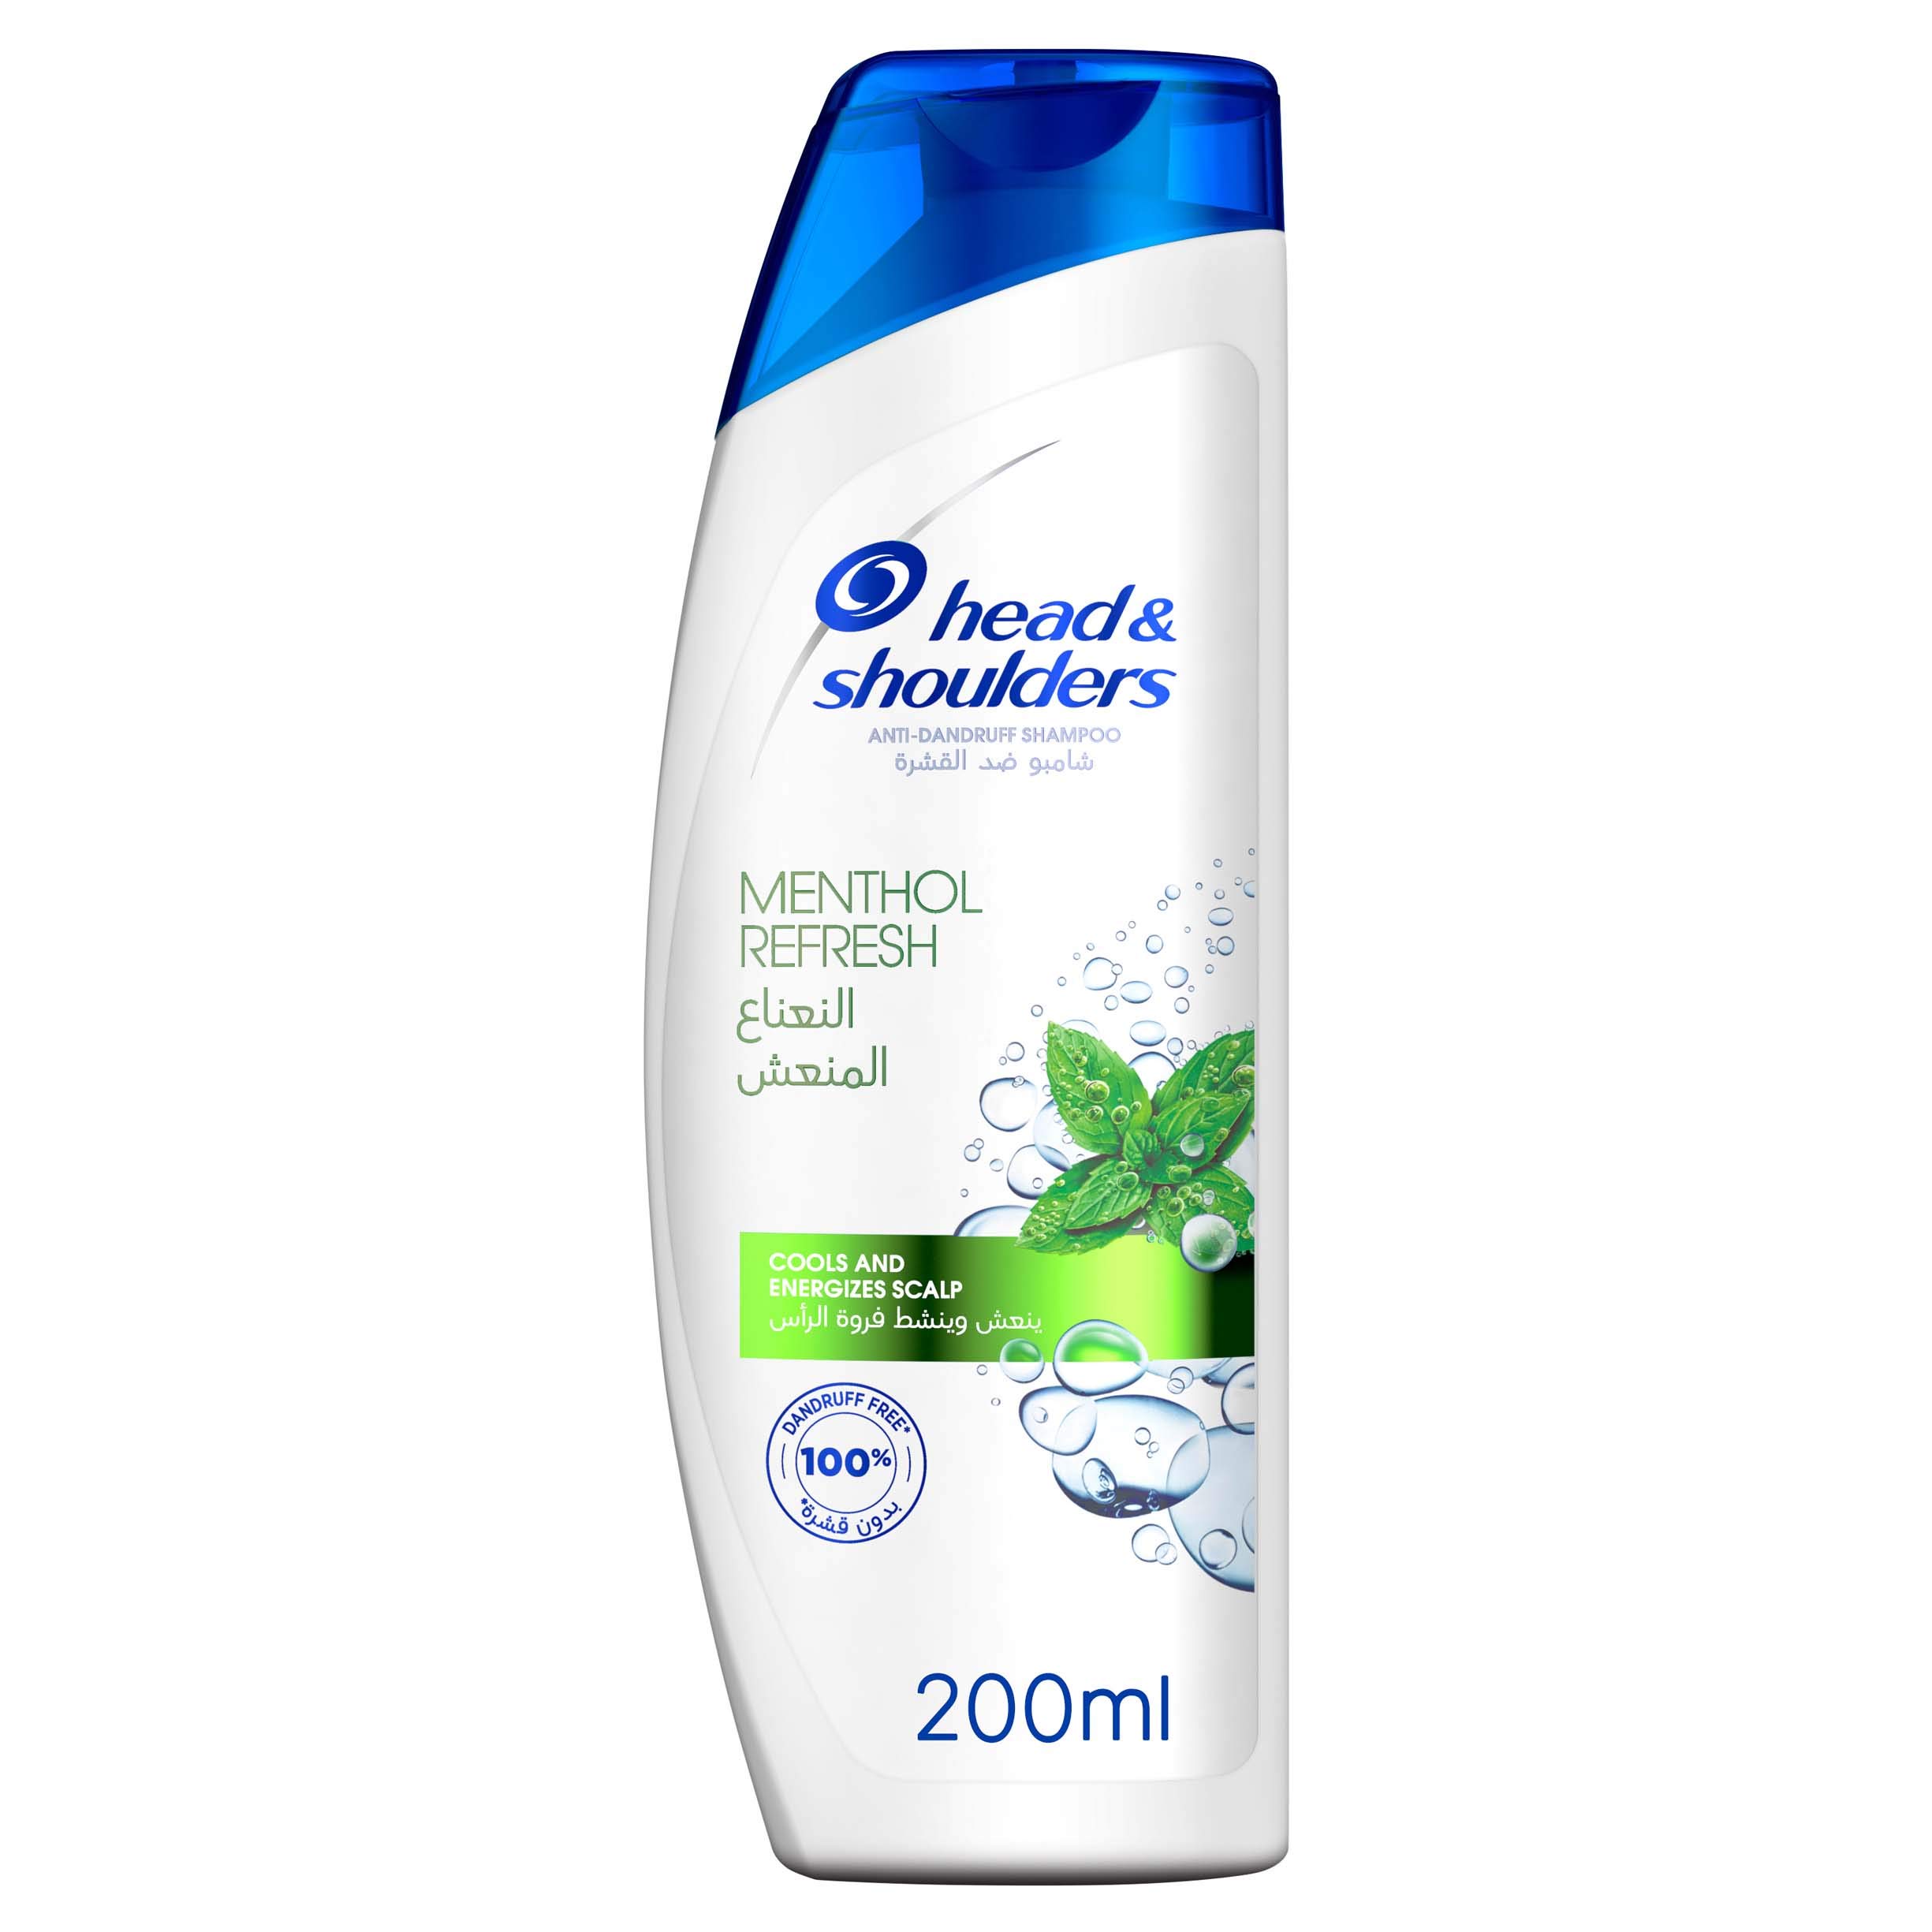 head &
shoulders
ANTI-DANDRUFF SHAMPOO
شامبو ضد القشرة
MENTHOL
REFRESH
النعناع
المنعش
COOLS AND
ENERGIZES SCALP
ينعش وينشط فروة الرأس
DANDRUFF FREE*
100%
بدون قشرة*
200ml